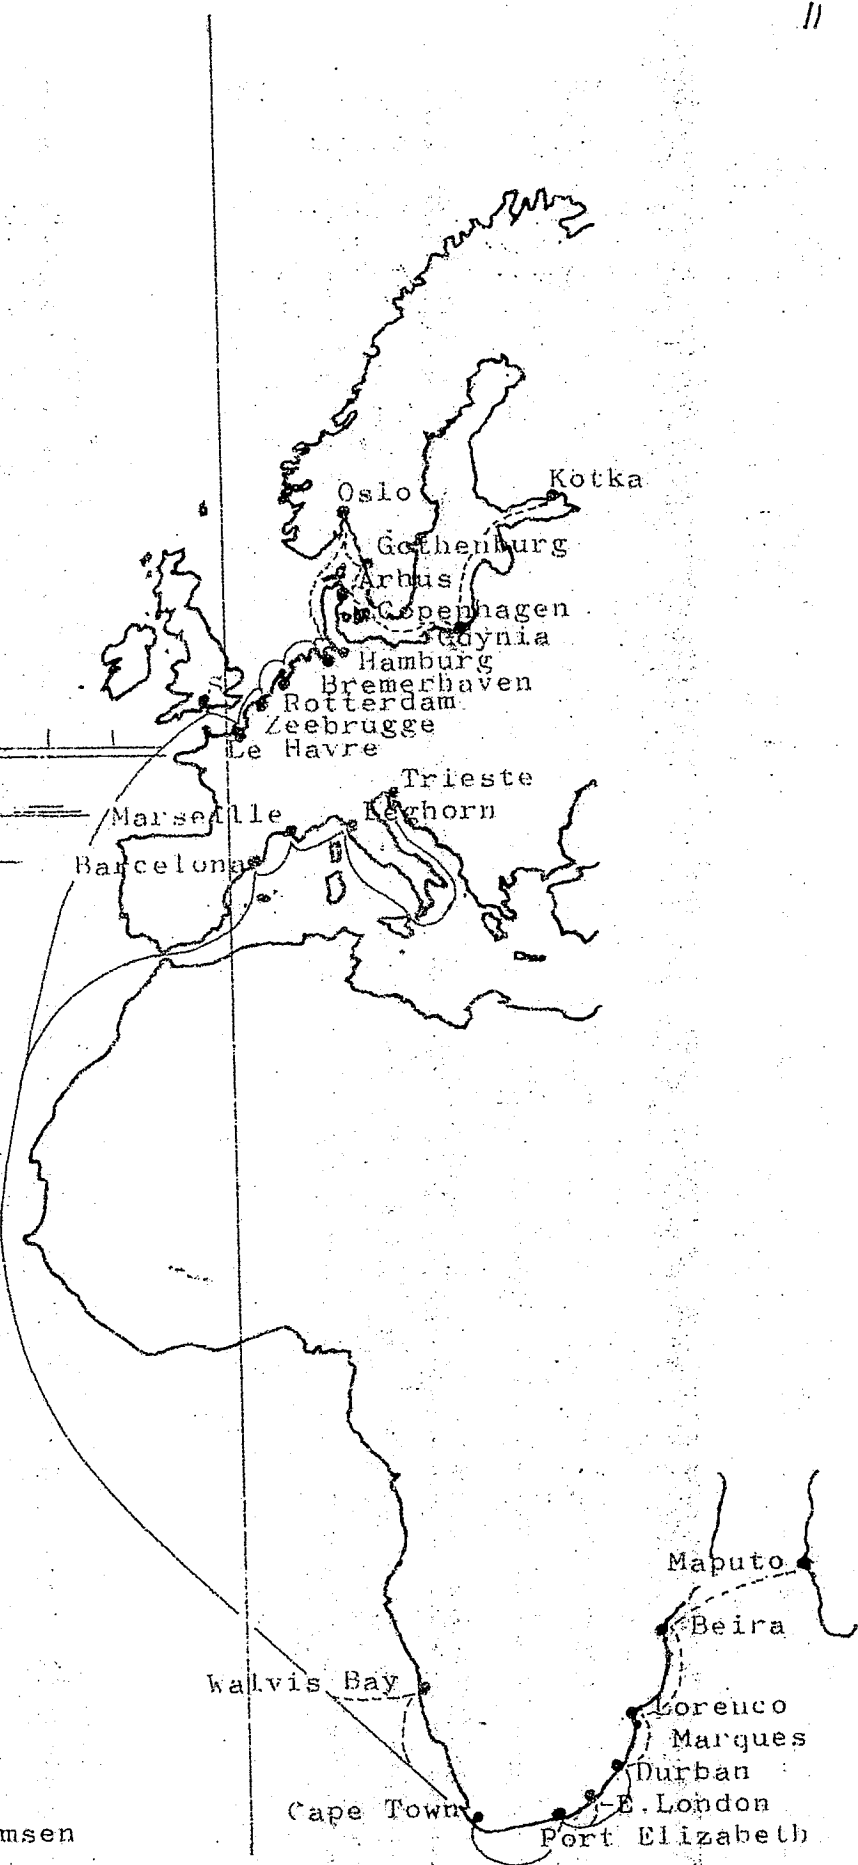 11
Kotka
Oslo
Gothenburg
Arhus
Copenhagen
Gdynia
Hamburg
Bremerhaven
Rotterdam
Zeebrugge
Le Havre
Trieste
Marseille Leghorn
Barcelona
Maputo
Beira
Walvis Bay
Lorenco
Marques
Durban
Cape Town -E.London
msen Port Elizabeth